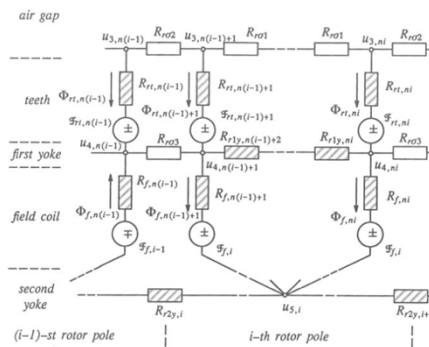 air gap
u3,n(i−1) Rrσ2 u3,n(i−1)+1 Rrσ1 Rrσ1 u3,ni Rrσ2
Rrt,n(i−1) Rrt,n(i−1)+1 Rrt,ni
teeth Φrt,n(i−1) Φrt,n(i−1)+1 Φrt,ni
ℱrt,n(i−1) ℱrt,n(i−1)+1 ℱrt,ni
u4,n(i−1) Rrσ3 Rr1y,n(i−1)+2 Rr1y,ni Rrσ3
first yoke
u4,n(i−1)+1 u4,ni
Rf,n(i−1) Rf,n(i−1)+1 Rf,ni
field coil Φf,n(i−1) Φf,n(i−1)+1 Φf,ni
ℱf,i−1 ℱf,i ℱf,i
second
yoke
Rr2y,i u5,i Rr2y,i+
(i−1)−st rotor pole i−th rotor pole